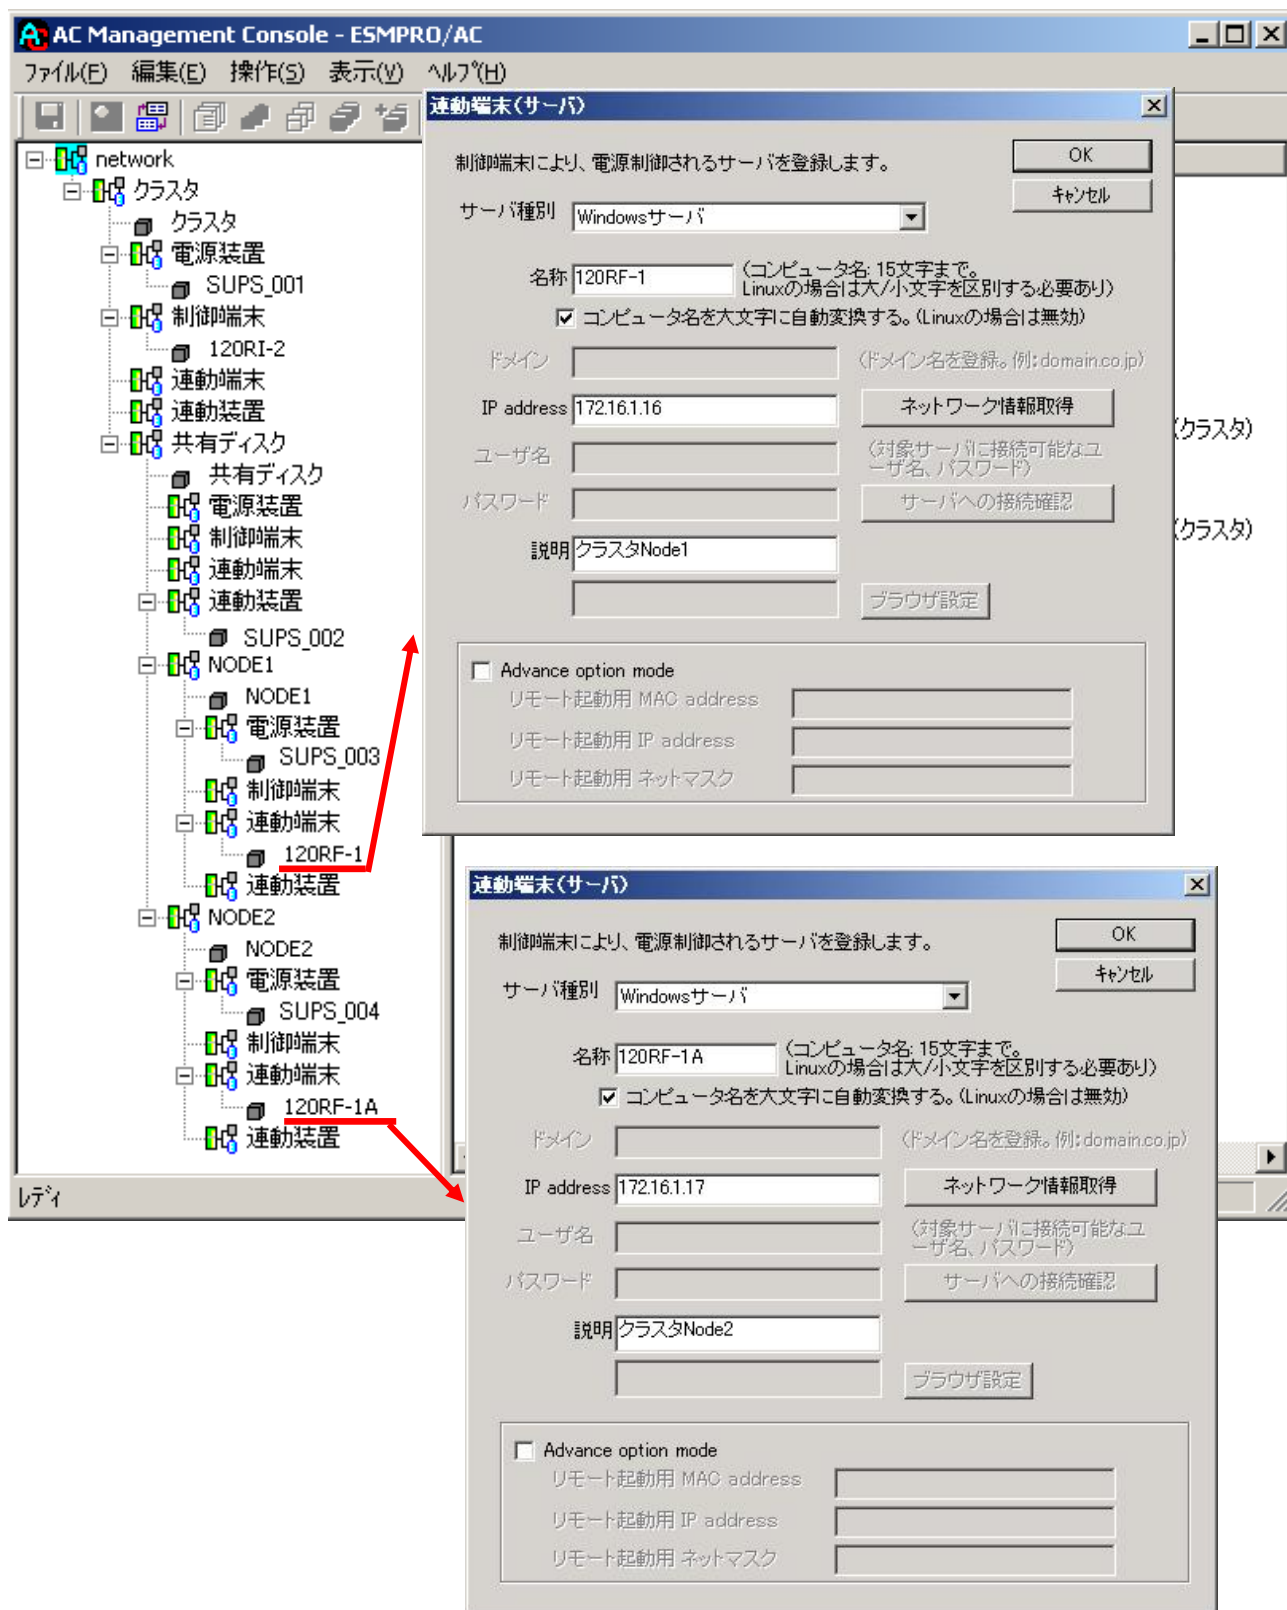 AC Management Console - ESMPRO/AC
ファイル(F) 編集(E) 操作(S) 表示(V) ヘルプ(H)
network
クラスタ
クラスタ
電源装置
SUPS_001
制御端末
120RI-2
連動端末
連動装置
共有ディスク
共有ディスク
電源装置
制御端末
連動端末
連動装置
SUPS_002
NODE1
NODE1
電源装置
SUPS_003
制御端末
連動端末
120RF-1
連動装置
NODE2
NODE2
電源装置
SUPS_004
制御端末
連動端末
120RF-1A
連動装置
レディ
(クラスタ)
(クラスタ)
連動端末(サーバ)
制御端末により、電源制御されるサーバを登録します。
OK
キャンセル
サーバ種別 Windowsサーバ
名称 120RF-1 (コンピュータ名: 15文字まで。
Linuxの場合は大/小文字を区別する必要あり)
コンピュータ名を大文字に自動変換する。(Linuxの場合は無効)
ドメイン (ドメイン名を登録。例:domain.co.jp)
IP address 172.16.1.16 ネットワーク情報取得
ユーザ名 (対象サーバに接続可能なユ
ーザ名、パスワード)
パスワード サーバへの接続確認
説明 クラスタNode1
ブラウザ設定
Advance option mode
リモート起動用 MAC address
リモート起動用 IP address
リモート起動用 ネットマスク
連動端末(サーバ)
制御端末により、電源制御されるサーバを登録します。
OK
キャンセル
サーバ種別 Windowsサーバ
名称 120RF-1A (コンピュータ名: 15文字まで。
Linuxの場合は大/小文字を区別する必要あり)
コンピュータ名を大文字に自動変換する。(Linuxの場合は無効)
ドメイン (ドメイン名を登録。例:domain.co.jp)
IP address 172.16.1.17 ネットワーク情報取得
ユーザ名 (対象サーバに接続可能なユ
ーザ名、パスワード)
パスワード サーバへの接続確認
説明 クラスタNode2
ブラウザ設定
Advance option mode
リモート起動用 MAC address
リモート起動用 IP address
リモート起動用 ネットマスク